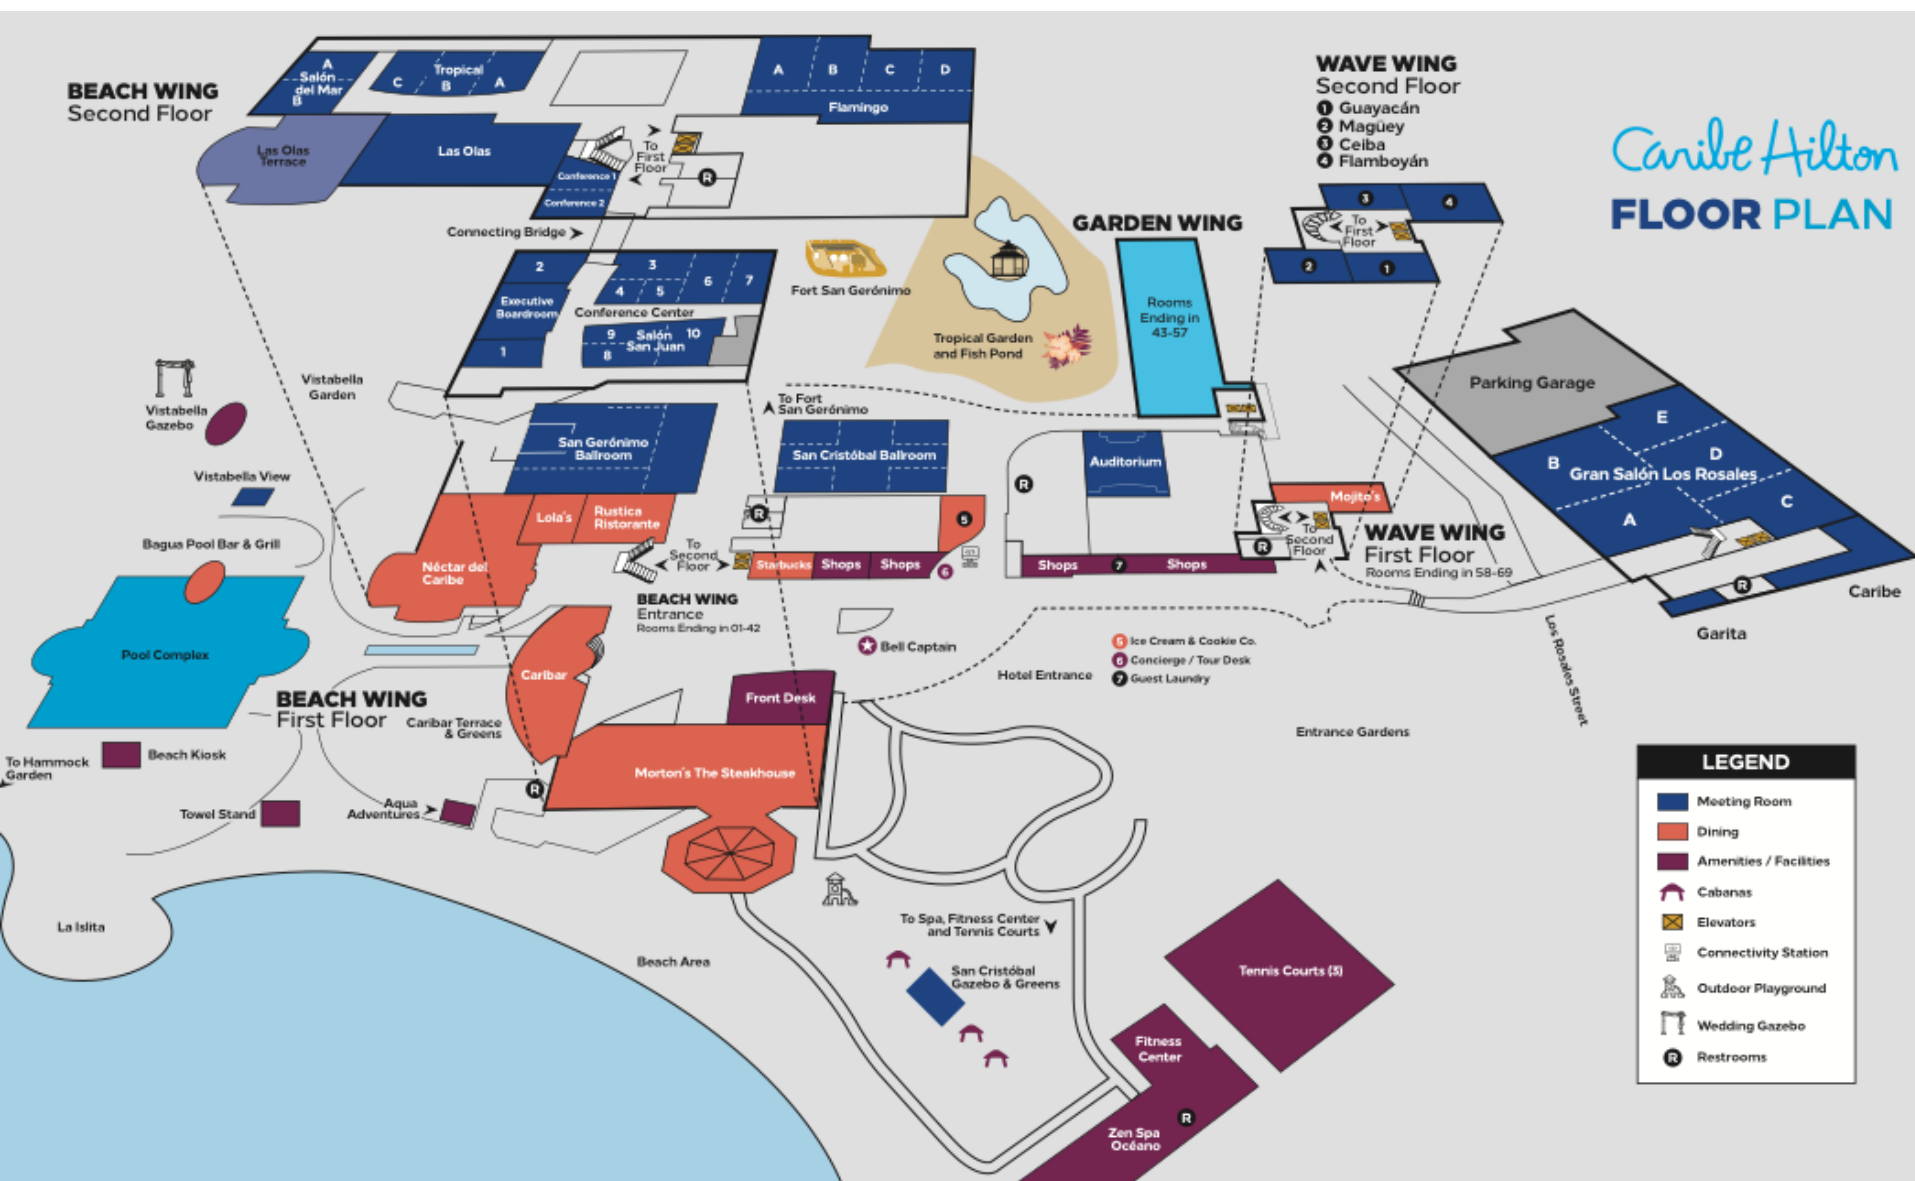 Caribe Hilton
FLOOR PLAN
BEACH WING
Second Floor
A
Salón
del Mar
B
Tropical
C
B
A
A
B
C
D
Flamingo
Las Olas
Terrace
Las Olas
Conference 1
Conference 2
To
First
Floor
R
Connecting Bridge
2
Executive
Boardroom
1
3
4
5
6
7
Conference Center
9
Salón
10
8
San Juan
Fort San Gerónimo
Tropical Garden
and Fish Pond
GARDEN WING
Rooms
Ending in
43-57
WAVE WING
Second Floor
1 Guayacán
2 Magüey
3 Ceiba
4 Flamboyán
3
4
To
First
Floor
2
1
Parking Garage
E
D
B
Gran Salón Los Rosales
C
A
R
Caribe
Garita
Los Rosales Street
Vistabella
Garden
Vistabella
Gazebo
Vistabella View
Bagua Pool Bar & Grill
Pool Complex
To Fort
San Gerónimo
San Gerónimo
Ballroom
San Cristóbal Ballroom
Auditorium
R
R
Lola's
Rustica
Ristorante
Néctar del
Caribe
To
Second
Floor
Starbucks
Shops
Shops
5
6
Shops
7
Shops
Mojito's
To
Second
Floor
R
WAVE WING
First Floor
Rooms Ending in 58-69
BEACH WING
Entrance
Rooms Ending in 01-42
Bell Captain
Hotel Entrance
5 Ice Cream & Cookie Co.
6 Concierge / Tour Desk
7 Guest Laundry
Entrance Gardens
BEACH WING
First Floor
Caribar
Caribar Terrace
& Greens
Front Desk
Morton's The Steakhouse
R
To Hammock
Garden
Beach Kiosk
Towel Stand
Aqua
Adventures
La Islita
Beach Area
To Spa, Fitness Center
and Tennis Courts
San Cristóbal
Gazebo & Greens
Tennis Courts (3)
Fitness
Center
R
Zen Spa
Océano
LEGEND
Meeting Room
Dining
Amenities / Facilities
Cabanas
Elevators
Connectivity Station
Outdoor Playground
Wedding Gazebo
R Restrooms